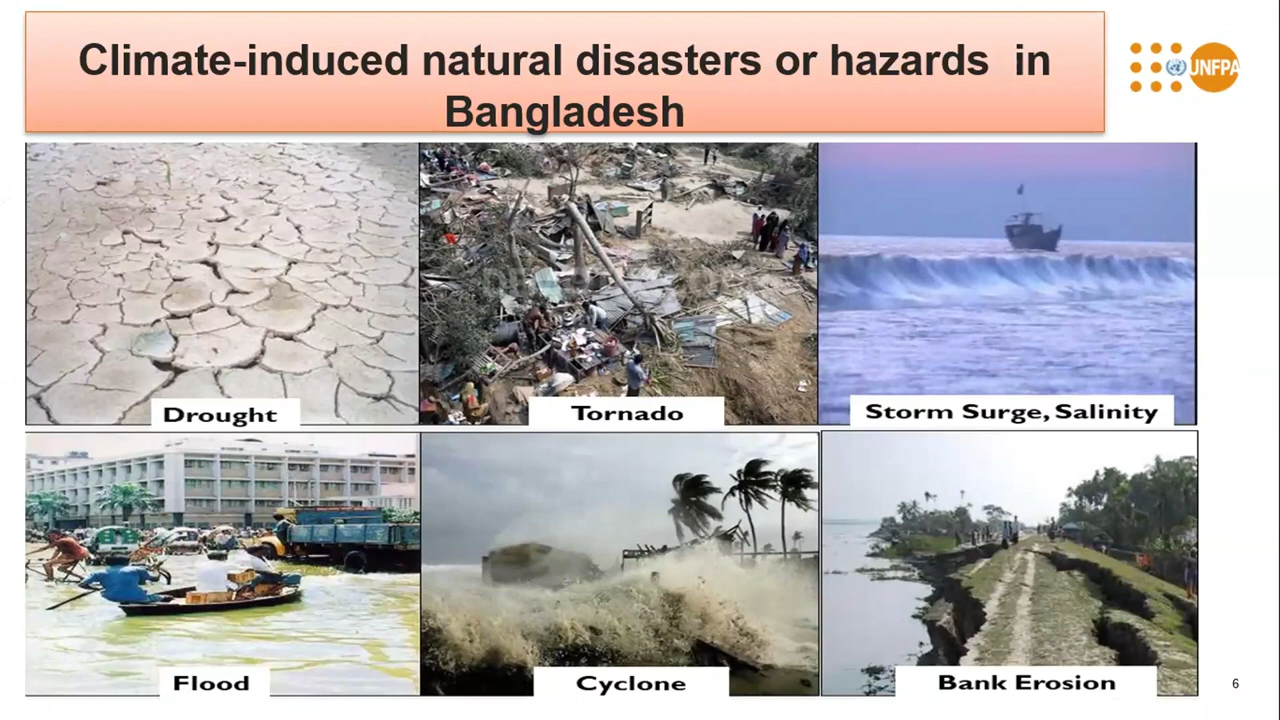 Climate-induced natural disasters or hazards in
Bangladesh
UNFPA
Drought
Tornado
Storm Surge, Salinity
Flood
Cyclone
Bank Erosion
6